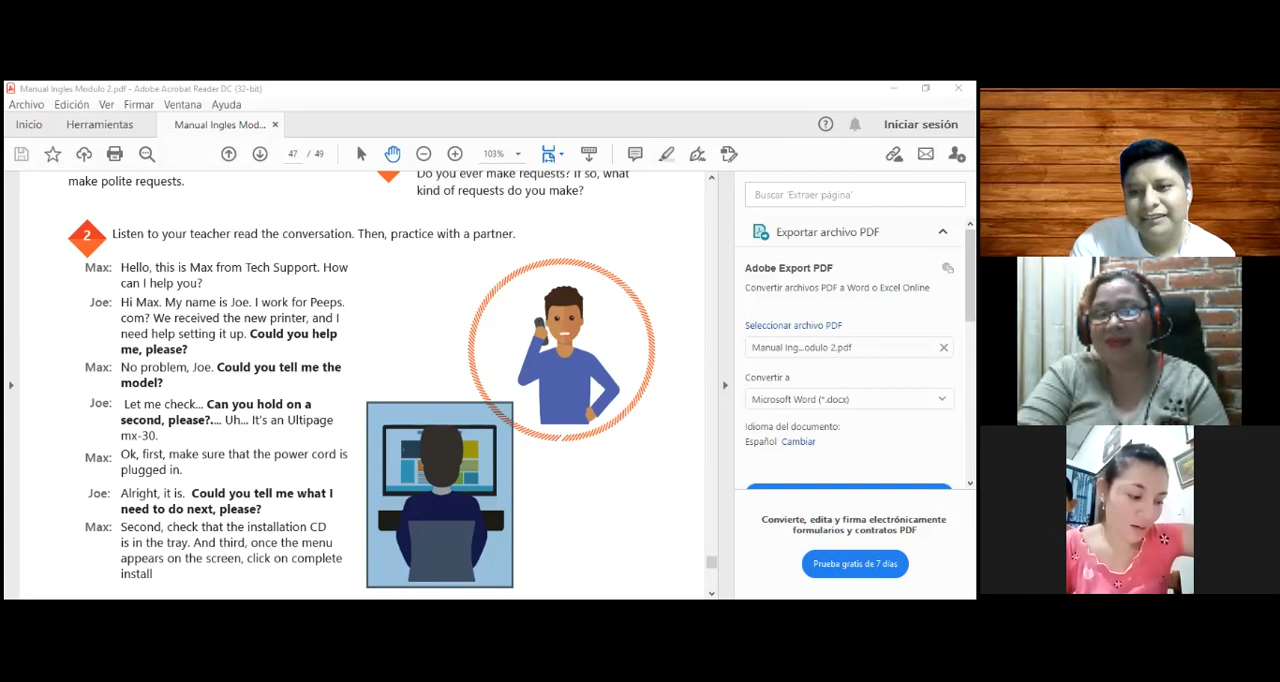 Manual Ingles Modulo 2.pdf - Adobe Acrobat Reader DC (32-bit)
Archivo Edición Ver Firmar Ventana Ayuda
Inicio Herramientas Manual Ingles Mod... × Iniciar sesión
47 / 49 103%
make polite requests.
Do you ever make requests? If so, what
kind of requests do you make?
2 Listen to your teacher read the conversation. Then, practice with a partner.
Max: Hello, this is Max from Tech Support. How
can I help you?
Joe: Hi Max. My name is Joe. I work for Peeps.
com? We received the new printer, and I
need help setting it up. Could you help
me, please?
Max: No problem, Joe. Could you tell me the
model?
Joe: Let me check... Can you hold on a
second, please?.... Uh... It's an Ultipage
mx-30.
Max: Ok, first, make sure that the power cord is
plugged in.
Joe: Alright, it is. Could you tell me what I
need to do next, please?
Max: Second, check that the installation CD
is in the tray. And third, once the menu
appears on the screen, click on complete
install
Buscar 'Extraer página'
Exportar archivo PDF
Adobe Export PDF
Convertir archivos PDF a Word o Excel Online
Seleccionar archivo PDF
Manual Ing...odulo 2.pdf ×
Convertir a
Microsoft Word (*.docx)
Idioma del documento:
Español Cambiar
Convierte, edita y firma electrónicamente
formularios y contratos PDF
Prueba gratis de 7 días